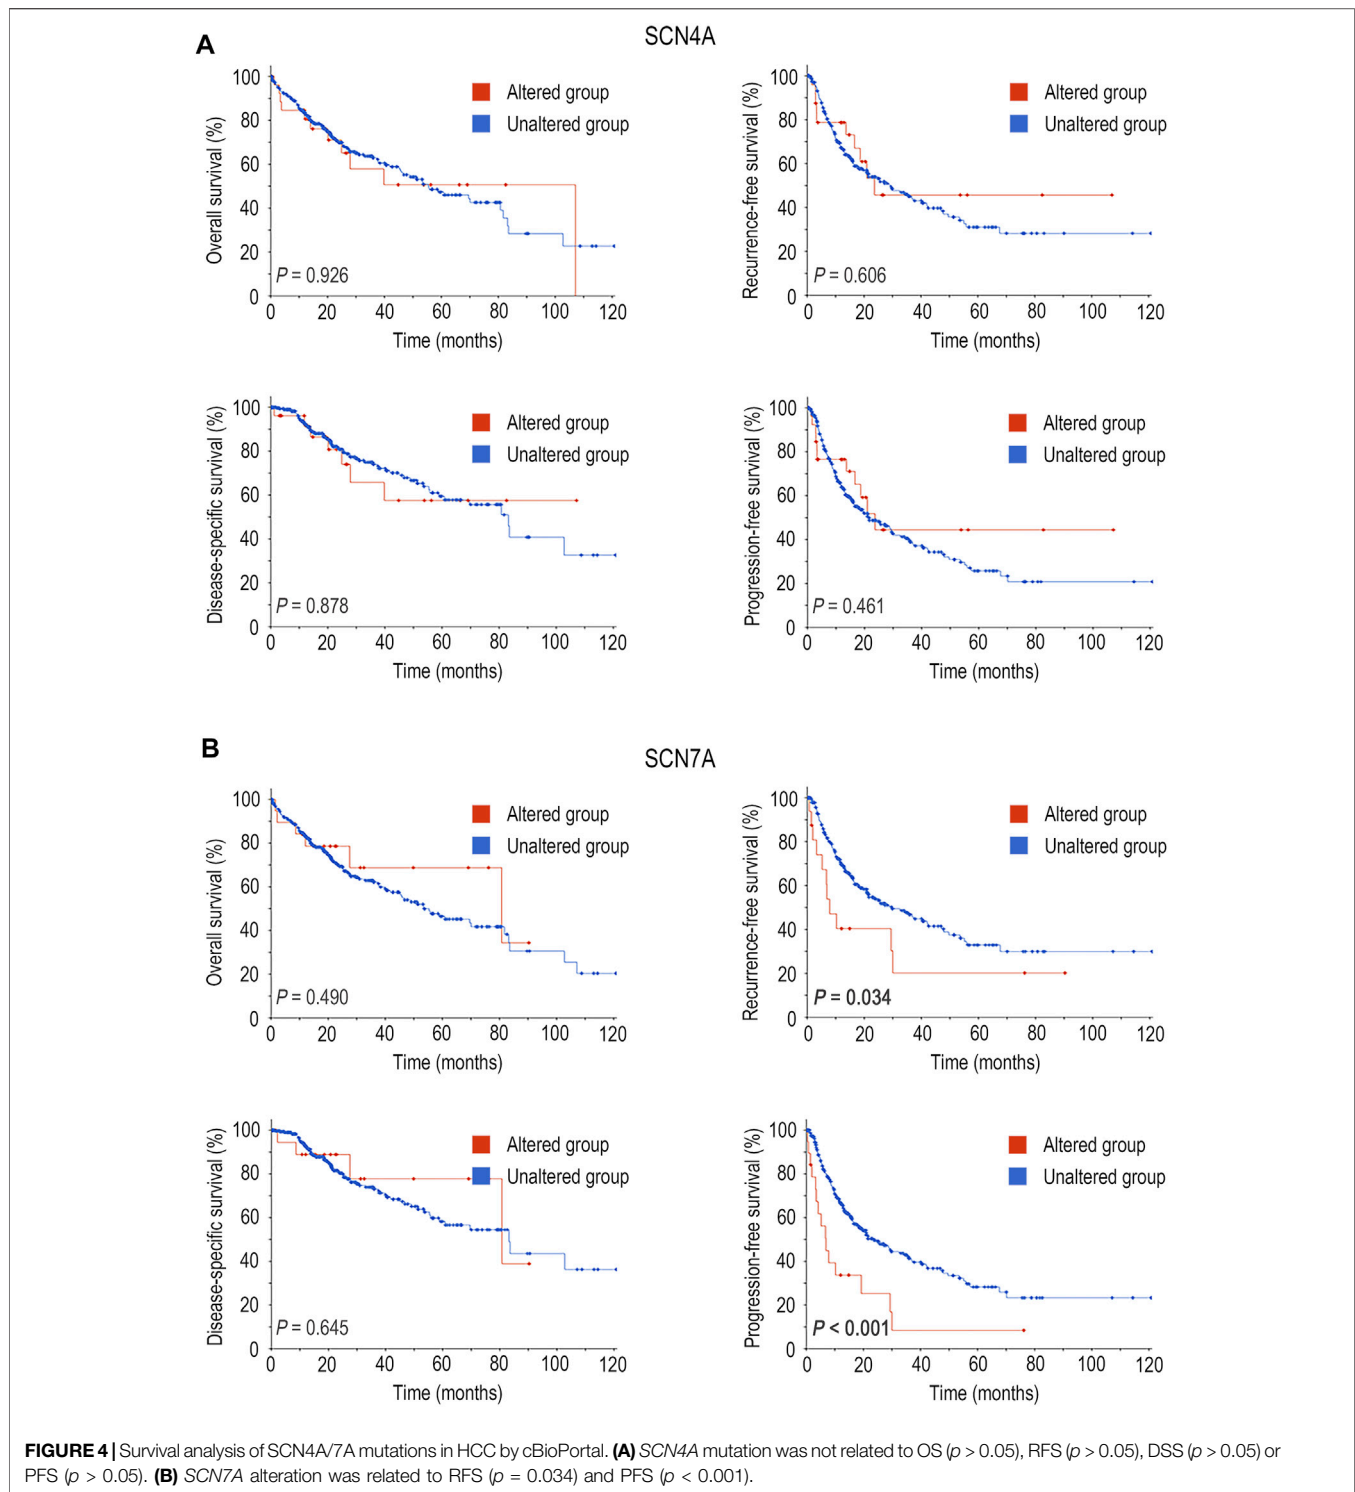 A
SCN4A
Overall survival (%)
100
80
60
40
20
0
Altered group
Unaltered group
P = 0.926
0 20 40 60 80 100 120
Time (months)
Recurrence-free survival (%)
100
80
60
40
20
0
Altered group
Unaltered group
P = 0.606
0 20 40 60 80 100 120
Time (months)
Disease-specific survival (%)
100
80
60
40
20
0
Altered group
Unaltered group
P = 0.878
0 20 40 60 80 100 120
Time (months)
Progression-free survival (%)
100
80
60
40
20
0
Altered group
Unaltered group
P = 0.461
0 20 40 60 80 100 120
Time (months)
B
SCN7A
Overall survival (%)
100
80
60
40
20
0
Altered group
Unaltered group
P = 0.490
0 20 40 60 80 100 120
Time (months)
Recurrence-free survival (%)
100
80
60
40
20
0
Altered group
Unaltered group
P = 0.034
0 20 40 60 80 100 120
Time (months)
Disease-specific survival (%)
100
80
60
40
20
0
Altered group
Unaltered group
P = 0.645
0 20 40 60 80 100 120
Time (months)
Progression-free survival (%)
100
80
60
40
20
0
Altered group
Unaltered group
P < 0.001
0 20 40 60 80 100 120
Time (months)
FIGURE 4 | Survival analysis of SCN4A/7A mutations in HCC by cBioPortal. (A) SCN4A mutation was not related to OS (p > 0.05), RFS (p > 0.05), DSS (p > 0.05) or
PFS (p > 0.05). (B) SCN7A alteration was related to RFS (p = 0.034) and PFS (p < 0.001).